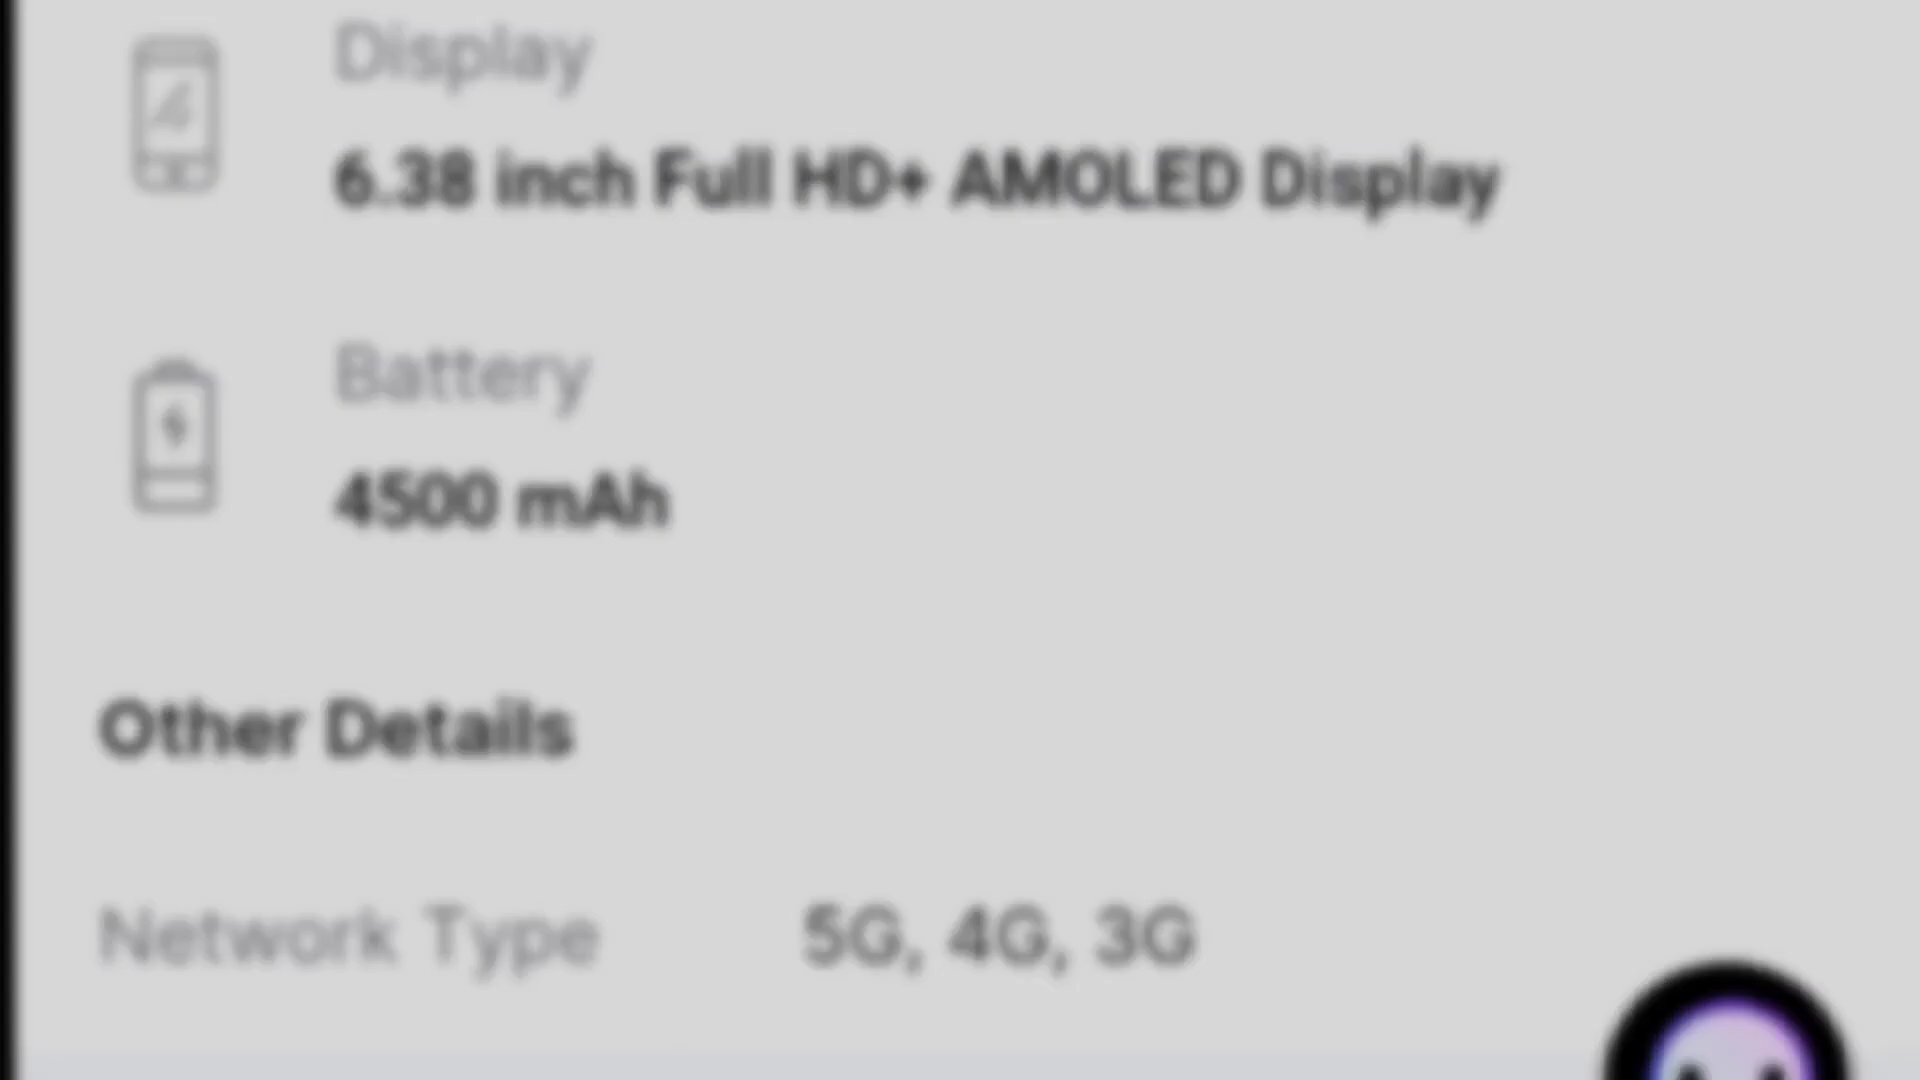 Display
6.38 inch Full HD+ AMOLED Display
Battery
4500 mAh
Other Details
Network Type 5G, 4G, 3G